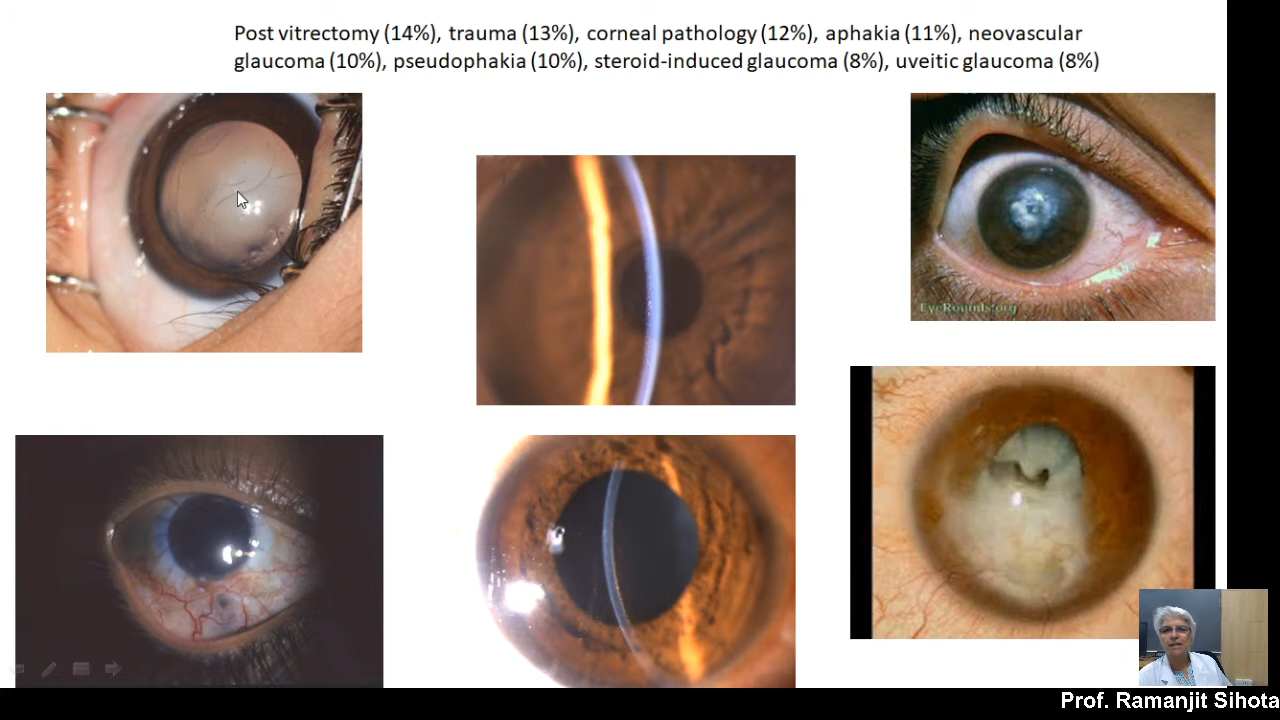 Post vitrectomy (14%), trauma (13%), corneal pathology (12%), aphakia (11%), neovascular
glaucoma (10%), pseudophakia (10%), steroid-induced glaucoma (8%), uveitic glaucoma (8%)
EyeRounds.org
Prof. Ramanjit Sihota